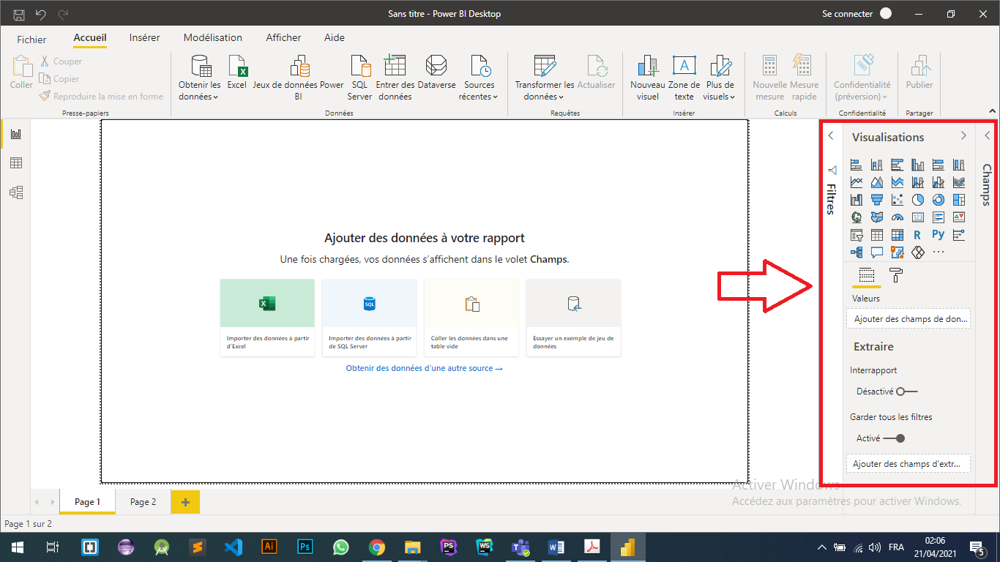 Sans titre - Power BI Desktop
Se connecter
Fichier
Accueil
Insérer
Modélisation
Afficher
Aide
Coller
Couper
Copier
Reproduire la mise en forme
Presse-papiers
Obtenir les
données
Excel
Jeux de données Power
BI
SQL
Server
Entrer des
données
Dataverse
Sources
récentes
Données
Transformer les
données
Actualiser
Requêtes
Nouveau
visuel
Zone de
texte
Plus de
visuels
Insérer
Nouvelle
mesure
Mesure
rapide
Calculs
Confidentialité
(préversion)
Confidentialité
Publier
Partager
Ajouter des données à votre rapport
Une fois chargées, vos données s’affichent dans le volet Champs.
SQL
Importer des données à partir
d’Excel
Importer des données à partir
de SQL Server
Coller les données dans une
table vide
Essayer un exemple de jeu de
données
Obtenir des données d’une autre source →
Filtres
Visualisations
123
R
Py
...
Valeurs
Ajouter des champs de don...
Extraire
Interrapport
Désactivé
Garder tous les filtres
Activé
Ajouter des champs d'extr...
Champs
Activer Windows
Accédez aux paramètres pour activer Windows.
Page 1
Page 2
+
Page 1 sur 2
Ai
Ps
PS
WS
FRA
02:06
21/04/2021
5